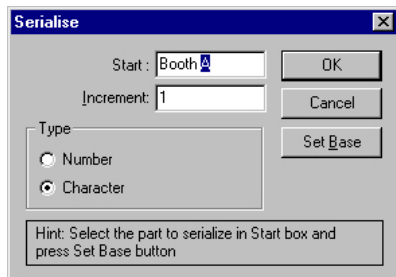 Serialise
Start : Booth A
OK
Increment: 1
Cancel
Type
Set Base
Number
Character
Hint: Select the part to serialize in Start box and
press Set Base button